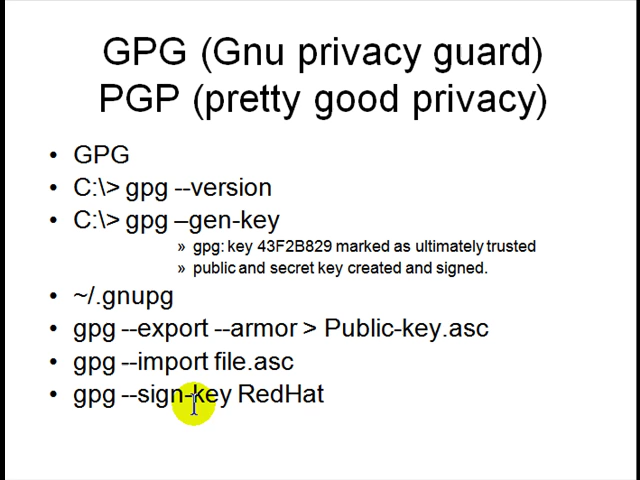 GPG (Gnu privacy guard)
PGP (pretty good privacy)
• GPG
• C:\> gpg --version
• C:\> gpg –gen-key
» gpg: key 43F2B829 marked as ultimately trusted
» public and secret key created and signed.
• ~/.gnupg
• gpg --export --armor > Public-key.asc
• gpg --import file.asc
• gpg --sign-key RedHat